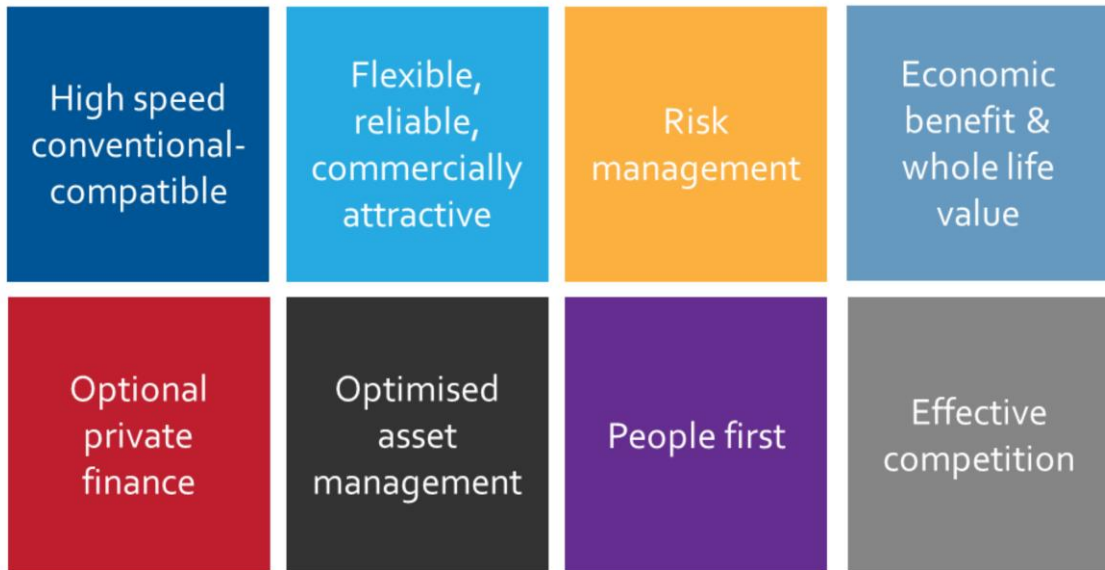 High speed
conventional-
compatible
Flexible,
reliable,
commercially
attractive
Risk
management
Economic
benefit &
whole life
value
Optional
private
finance
Optimised
asset
management
People first
Effective
competition